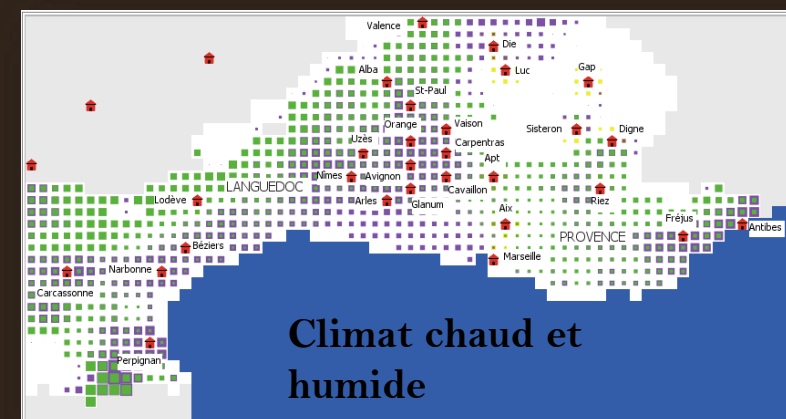 Valence
Die
Luc
Gap
Alba
St-Paul
Orange
Vaison
Sisteron
Digne
Uzès
Carpentras
Apt
Nîmes
Avignon
LANGUEDOC
Cavaillon
Lodève
Arles
Glanum
Riez
Aix
Fréjus
Antibes
PROVENCE
Béziers
Marseille
Narbonne
Carcassonne
Perpignan
Climat chaud et
humide